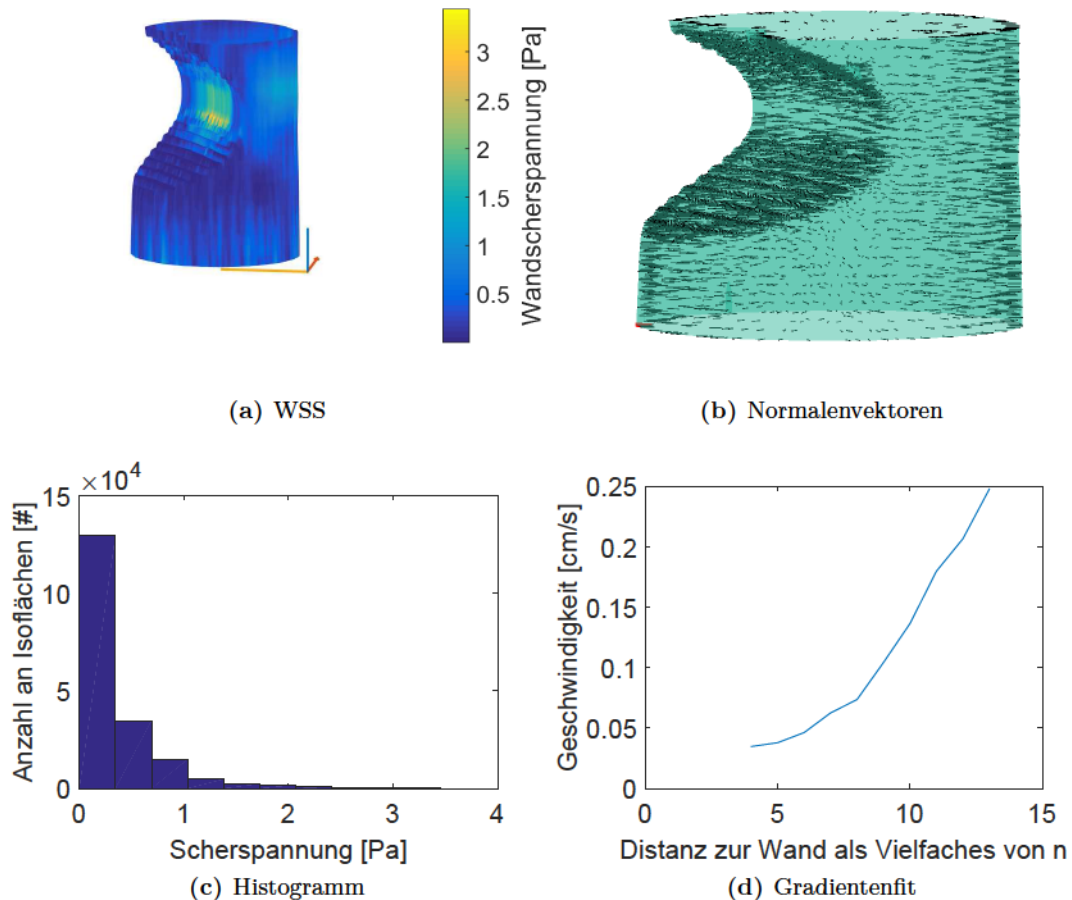 3
2.5
2
1.5
1
0.5
Wandscherspannung [Pa]
(a) WSS
(b) Normalenvektoren
×10⁴
15
10
5
0
0 1 2 3 4
Anzahl an Isoflächen [#]
Scherspannung [Pa]
(c) Histogramm
0.25
0.2
0.15
0.1
0.05
0
0 5 10 15
Geschwindigkeit [cm/s]
Distanz zur Wand als Vielfaches von n
(d) Gradientenfit